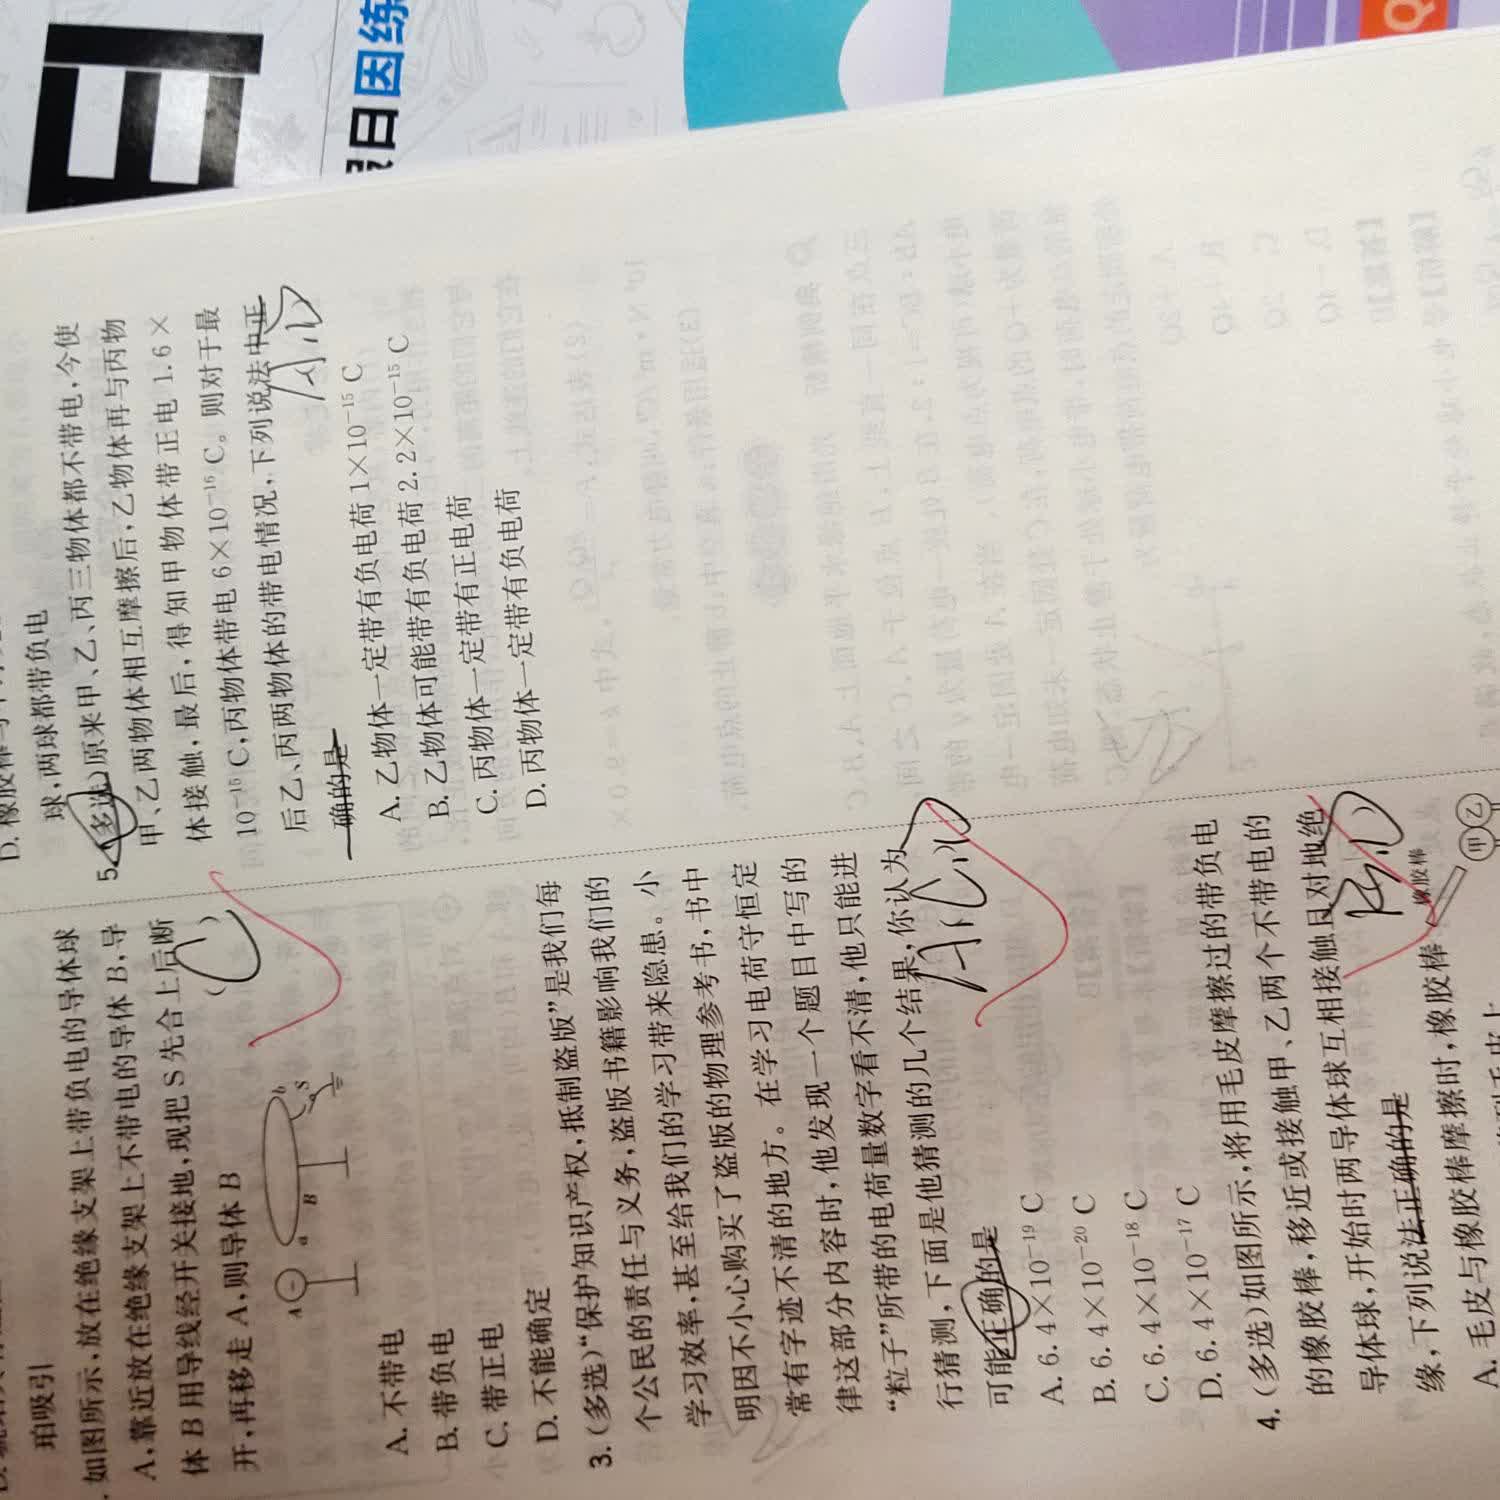 假日因练
珀吸引
.如图所示,放在绝缘支架上带负电的导体球
A,靠近放在绝缘支架上不带电的导体B,导
体B用导线经开关接地,现把S先合上后断
开,再移走A,则导体B
(C)
A
a
B
b
S
A.不带电
B.带负电
C.带正电
D.不能确定
3.(多选)“保护知识产权,抵制盗版”是我们每
个公民的责任与义务,盗版书籍影响我们的
学习效率,甚至给我们的学习带来隐患。小
明因不小心购买了盗版的物理参考书,书中
常有字迹不清的地方。在学习电荷守恒定
律这部分内容时,他发现一个题目中写的
“粒子”所带的电荷量数字看不清,他只能进
行猜测,下面是他猜测的几个结果,你认为
可能正确的是
A.6.4×10⁻¹⁹ C
B.6.4×10⁻²⁰ C
C.6.4×10⁻¹⁸ C
D.6.4×10⁻¹⁷ C
4.(多选)如图所示,将用毛皮摩擦过的带负电
的橡胶棒,移近或接触甲、乙两个不带电的
导体球,开始时两导体球互相接触且对地绝
缘,下列说法正确的是
橡胶棒
甲
乙
A.毛皮与橡胶棒摩擦时,橡胶棒
球,两球都带负电
5.(多选)原来甲、乙、丙三物体都不带电,今使
甲、乙两物体相互摩擦后,乙物体再与丙物
体接触,最后,得知甲物体带正电1.6×
10⁻¹⁵ C,丙物体带电6×10⁻¹⁶ C。则对于最
后乙、丙两物体的带电情况,下列说法中正
确的是
A.乙物体一定带有负电荷1×10⁻¹⁵ C
B.乙物体可能带有负电荷2.2×10⁻¹⁵ C
C.丙物体一定带有正电荷
D.丙物体一定带有负电荷